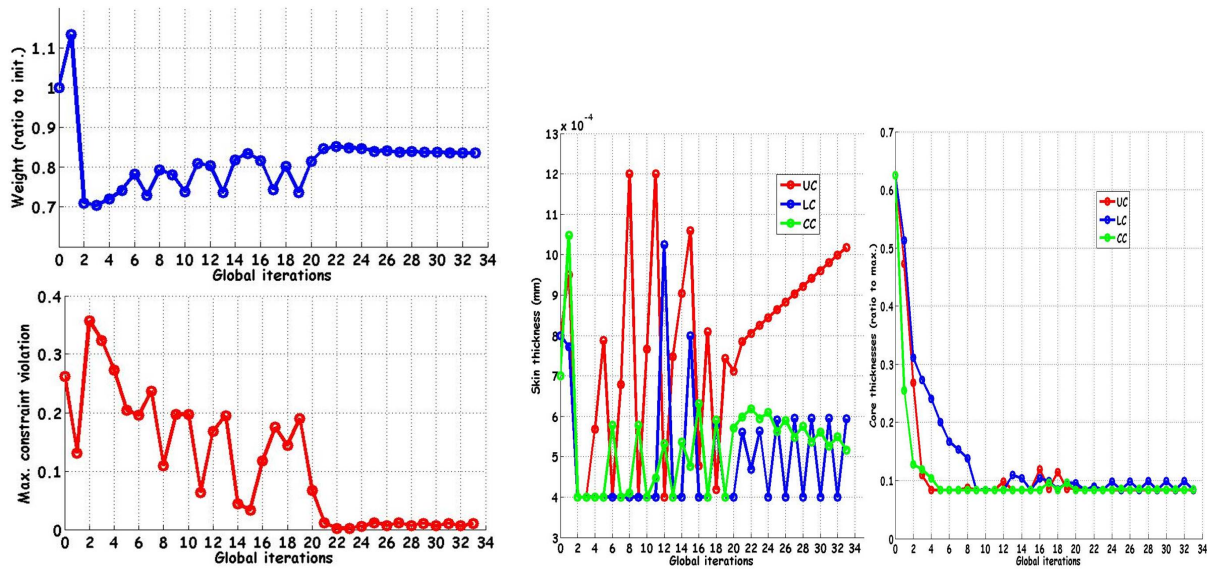 Weight (ratio to init.)
1.1
1
0.9
0.8
0.7
0 2 4 6 8 10 12 14 16 18 20 22 24 26 28 30 32 34
Global iterations
Max. constraint violation
0.4
0.3
0.2
0.1
0
0 2 4 6 8 10 12 14 16 18 20 22 24 26 28 30 32 34
Global iterations
x 10⁻⁴
Skin thickness (mm)
13
12
11
10
9
8
7
6
5
4
3
UC
LC
CC
0 2 4 6 8 10 12 14 16 18 20 22 24 26 28 30 32 34
Global iterations
Core thicknesses (ratio to max.)
0.7
0.6
0.5
0.4
0.3
0.2
0.1
0
UC
LC
CC
0 2 4 6 8 10 12 14 16 18 20 22 24 26 28 30 32 34
Global iterations